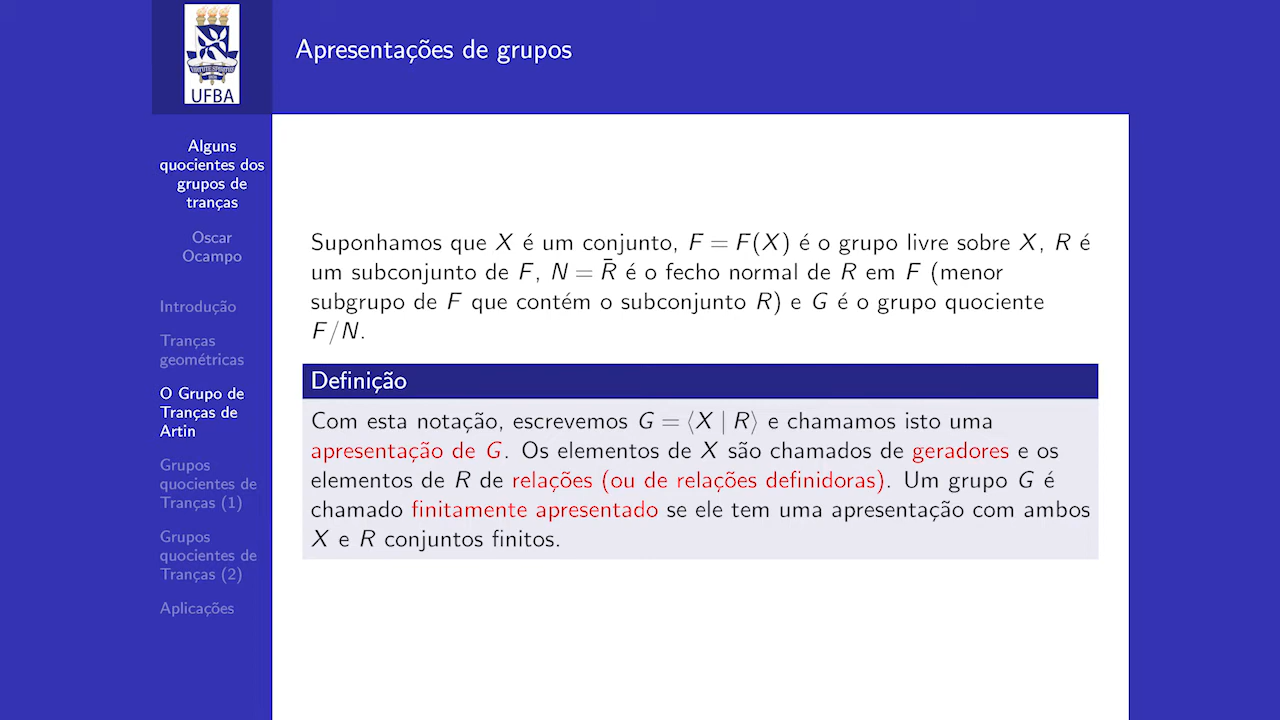 UFBA
Apresentações de grupos
Alguns
quocientes dos
grupos de
tranças
Oscar
Ocampo
Introdução
Tranças
geométricas
O Grupo de
Tranças de
Artin
Grupos
quocientes de
Tranças (1)
Grupos
quocientes de
Tranças (2)
Aplicações
Suponhamos que X é um conjunto, F = F(X) é o grupo livre sobre X, R é
um subconjunto de F, N = R̄ é o fecho normal de R em F (menor
subgrupo de F que contém o subconjunto R) e G é o grupo quociente
F/N.
Definição
Com esta notação, escrevemos G = ⟨X | R⟩ e chamamos isto uma
apresentação de G. Os elementos de X são chamados de geradores e os
elementos de R de relações (ou de relações definidoras). Um grupo G é
chamado finitamente apresentado se ele tem uma apresentação com ambos
X e R conjuntos finitos.